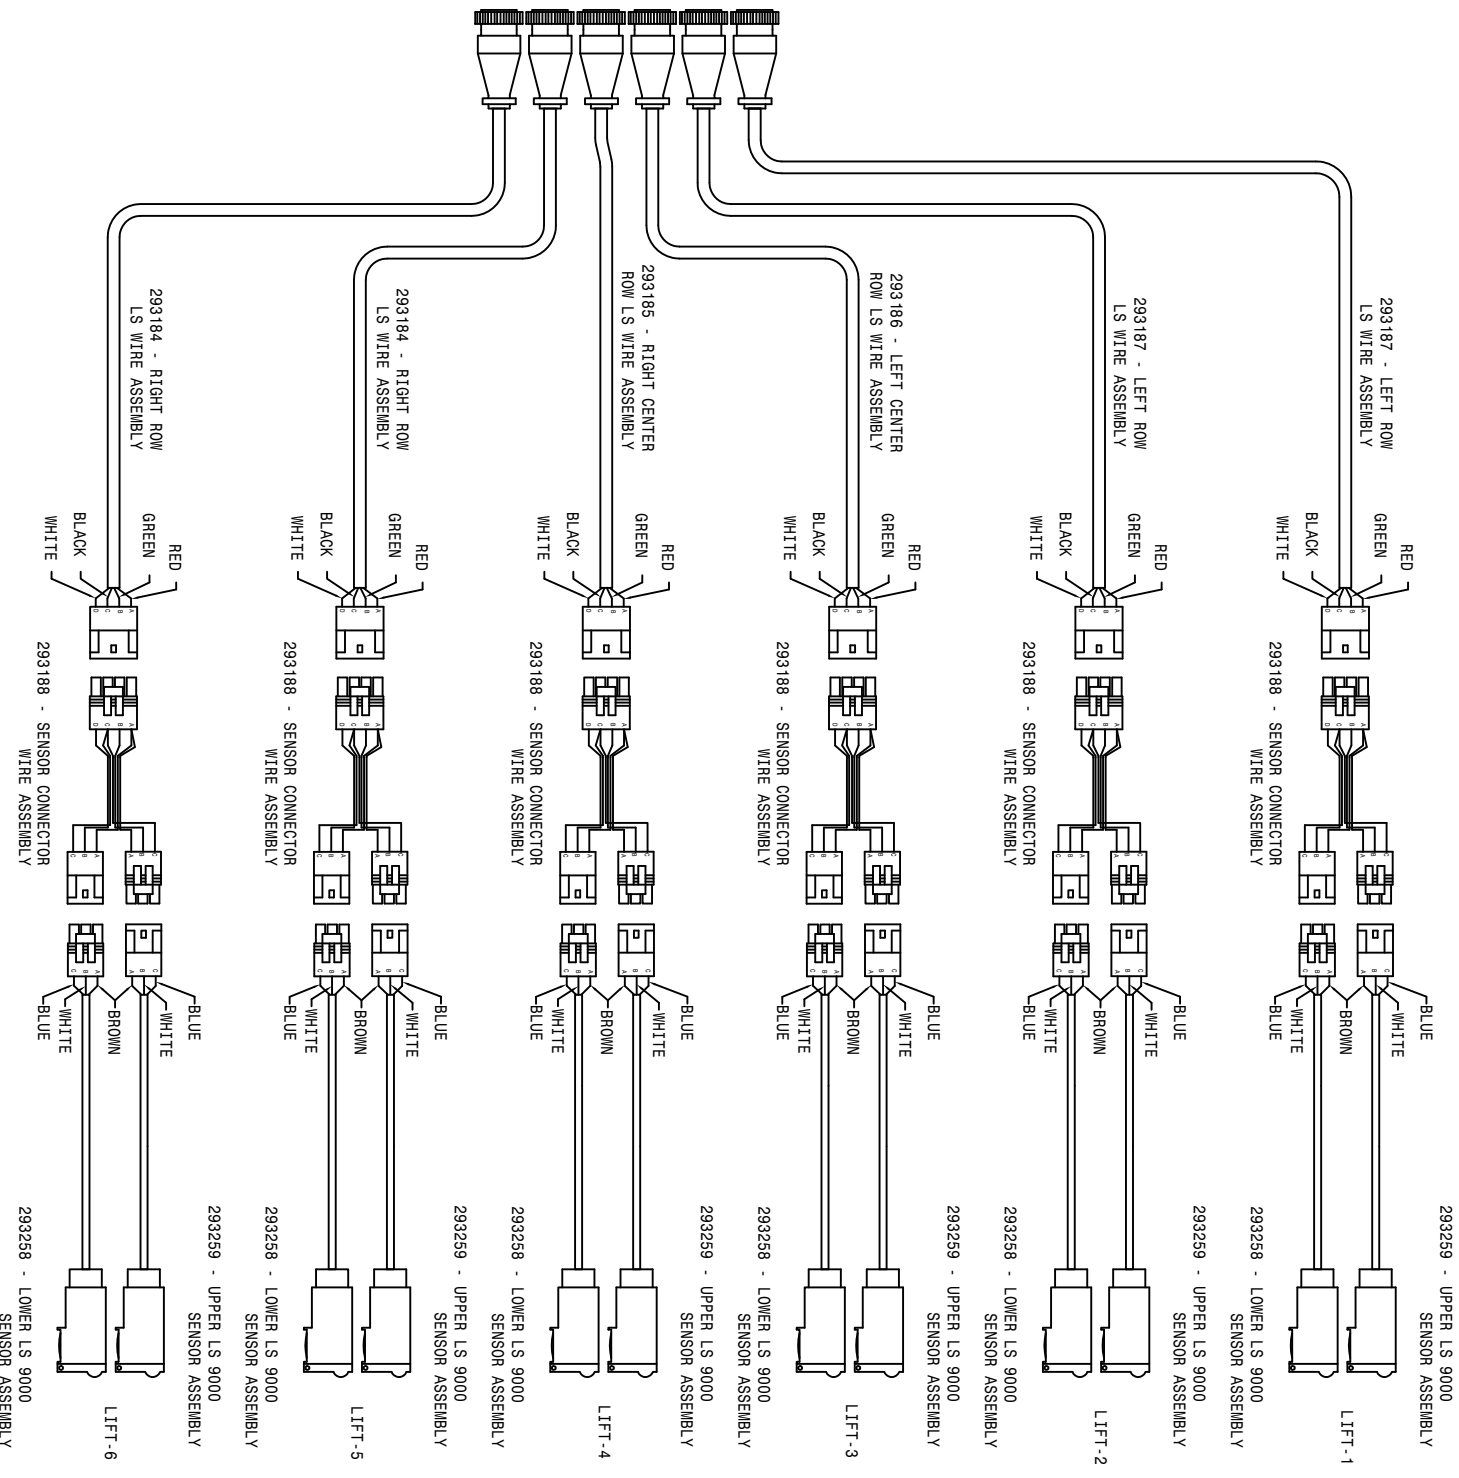 293187 - LEFT ROW
LS WIRE ASSEMBLY
RED
GREEN
BLACK
WHITE
A
B
C
D
A
B
C
D
293188 - SENSOR CONNECTOR
WIRE ASSEMBLY
C
B
A
A
B
C
C
B
A
A
B
C
BLUE
WHITE
BROWN
WHITE
BLUE
293259 - UPPER LS 9000
SENSOR ASSEMBLY
LIFT-1
293258 - LOWER LS 9000
SENSOR ASSEMBLY
293187 - LEFT ROW
LS WIRE ASSEMBLY
RED
GREEN
BLACK
WHITE
A
B
C
D
A
B
C
D
293188 - SENSOR CONNECTOR
WIRE ASSEMBLY
C
B
A
A
B
C
C
B
A
A
B
C
BLUE
WHITE
BROWN
WHITE
BLUE
293259 - UPPER LS 9000
SENSOR ASSEMBLY
LIFT-2
293258 - LOWER LS 9000
SENSOR ASSEMBLY
293186 - LEFT CENTER
ROW LS WIRE ASSEMBLY
RED
GREEN
BLACK
WHITE
A
B
C
D
A
B
C
D
293188 - SENSOR CONNECTOR
WIRE ASSEMBLY
C
B
A
A
B
C
C
B
A
A
B
C
BLUE
WHITE
BROWN
WHITE
BLUE
293259 - UPPER LS 9000
SENSOR ASSEMBLY
LIFT-3
293258 - LOWER LS 9000
SENSOR ASSEMBLY
293185 - RIGHT CENTER
ROW LS WIRE ASSEMBLY
RED
GREEN
BLACK
WHITE
A
B
C
D
A
B
C
D
293188 - SENSOR CONNECTOR
WIRE ASSEMBLY
C
B
A
A
B
C
C
B
A
A
B
C
BLUE
WHITE
BROWN
WHITE
BLUE
293259 - UPPER LS 9000
SENSOR ASSEMBLY
LIFT-4
293258 - LOWER LS 9000
SENSOR ASSEMBLY
293184 - RIGHT ROW
LS WIRE ASSEMBLY
RED
GREEN
BLACK
WHITE
A
B
C
D
A
B
C
D
293188 - SENSOR CONNECTOR
WIRE ASSEMBLY
C
B
A
A
B
C
C
B
A
A
B
C
BLUE
WHITE
BROWN
WHITE
BLUE
293259 - UPPER LS 9000
SENSOR ASSEMBLY
LIFT-5
293258 - LOWER LS 9000
SENSOR ASSEMBLY
293184 - RIGHT ROW
LS WIRE ASSEMBLY
RED
GREEN
BLACK
WHITE
A
B
C
D
A
B
C
D
293188 - SENSOR CONNECTOR
WIRE ASSEMBLY
C
B
A
A
B
C
C
B
A
A
B
C
BLUE
WHITE
BROWN
WHITE
BLUE
293259 - UPPER LS 9000
SENSOR ASSEMBLY
LIFT-6
293258 - LOWER LS 9000
SENSOR ASSEMBLY